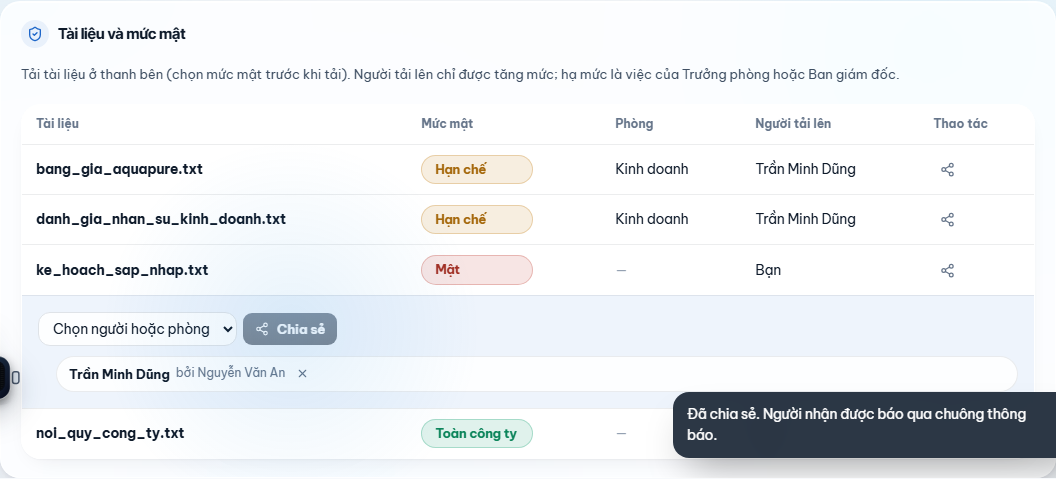 Tài liệu và mức mật
Tải tài liệu ở thanh bên (chọn mức mật trước khi tải). Người tải lên chỉ được tăng mức; hạ mức là việc của Trưởng phòng hoặc Ban giám đốc.
Tài liệu Mức mật Phòng Người tải lên Thao tác
bang_gia_aquapure.txt Hạn chế Kinh doanh Trần Minh Dũng
danh_gia_nhan_su_kinh_doanh.txt Hạn chế Kinh doanh Trần Minh Dũng
ke_hoach_sap_nhap.txt Mật — Bạn
Chọn người hoặc phòng Chia sẻ
Trần Minh Dũng bởi Nguyễn Văn An ×
noi_quy_cong_ty.txt Toàn công ty —
Đã chia sẻ. Người nhận được báo qua chuông thông
báo.